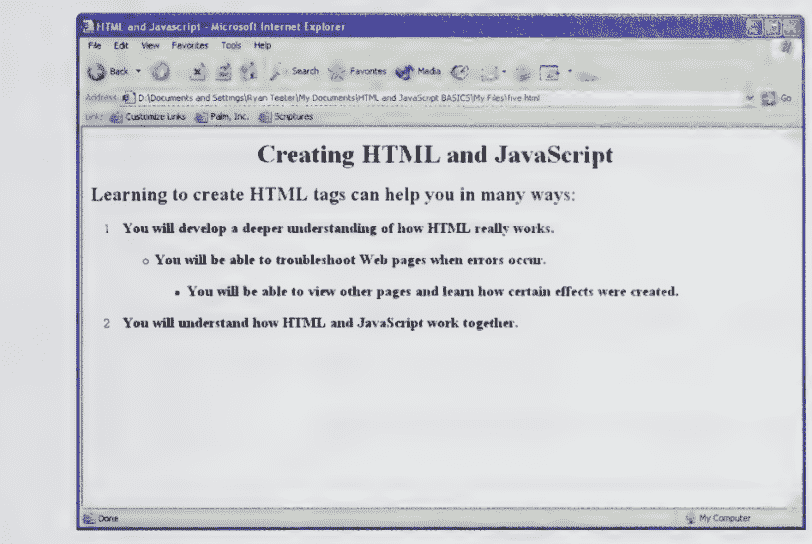 HTML and Javascript - Microsoft Internet Explorer
File Edit View Favorites Tools Help
Back Search Favorites Media
Address D:\Documents and Settings\Ryan Teeter\My Documents\HTML and JavaScript BASICS\My Files\five.html Go
Links Customize Links Palm, Inc. Scriptures
Creating HTML and JavaScript
Learning to create HTML tags can help you in many ways:
1 You will develop a deeper understanding of how HTML really works.
○ You will be able to troubleshoot Web pages when errors occur.
▪ You will be able to view other pages and learn how certain effects were created.
2 You will understand how HTML and JavaScript work together.
Done My Computer